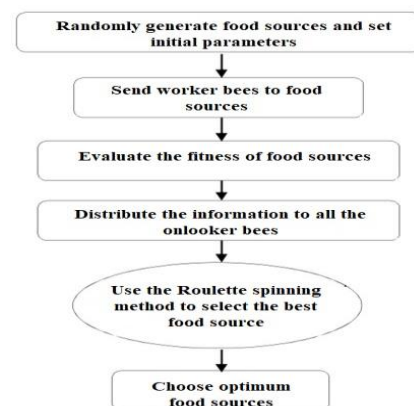 Randomly generate food sources and set
initial parameters
Send worker bees to food
sources
Evaluate the fitness of food sources
Distribute the information to all the
onlooker bees
Use the Roulette spinning
method to select the best
food source
Choose optimum
food sources